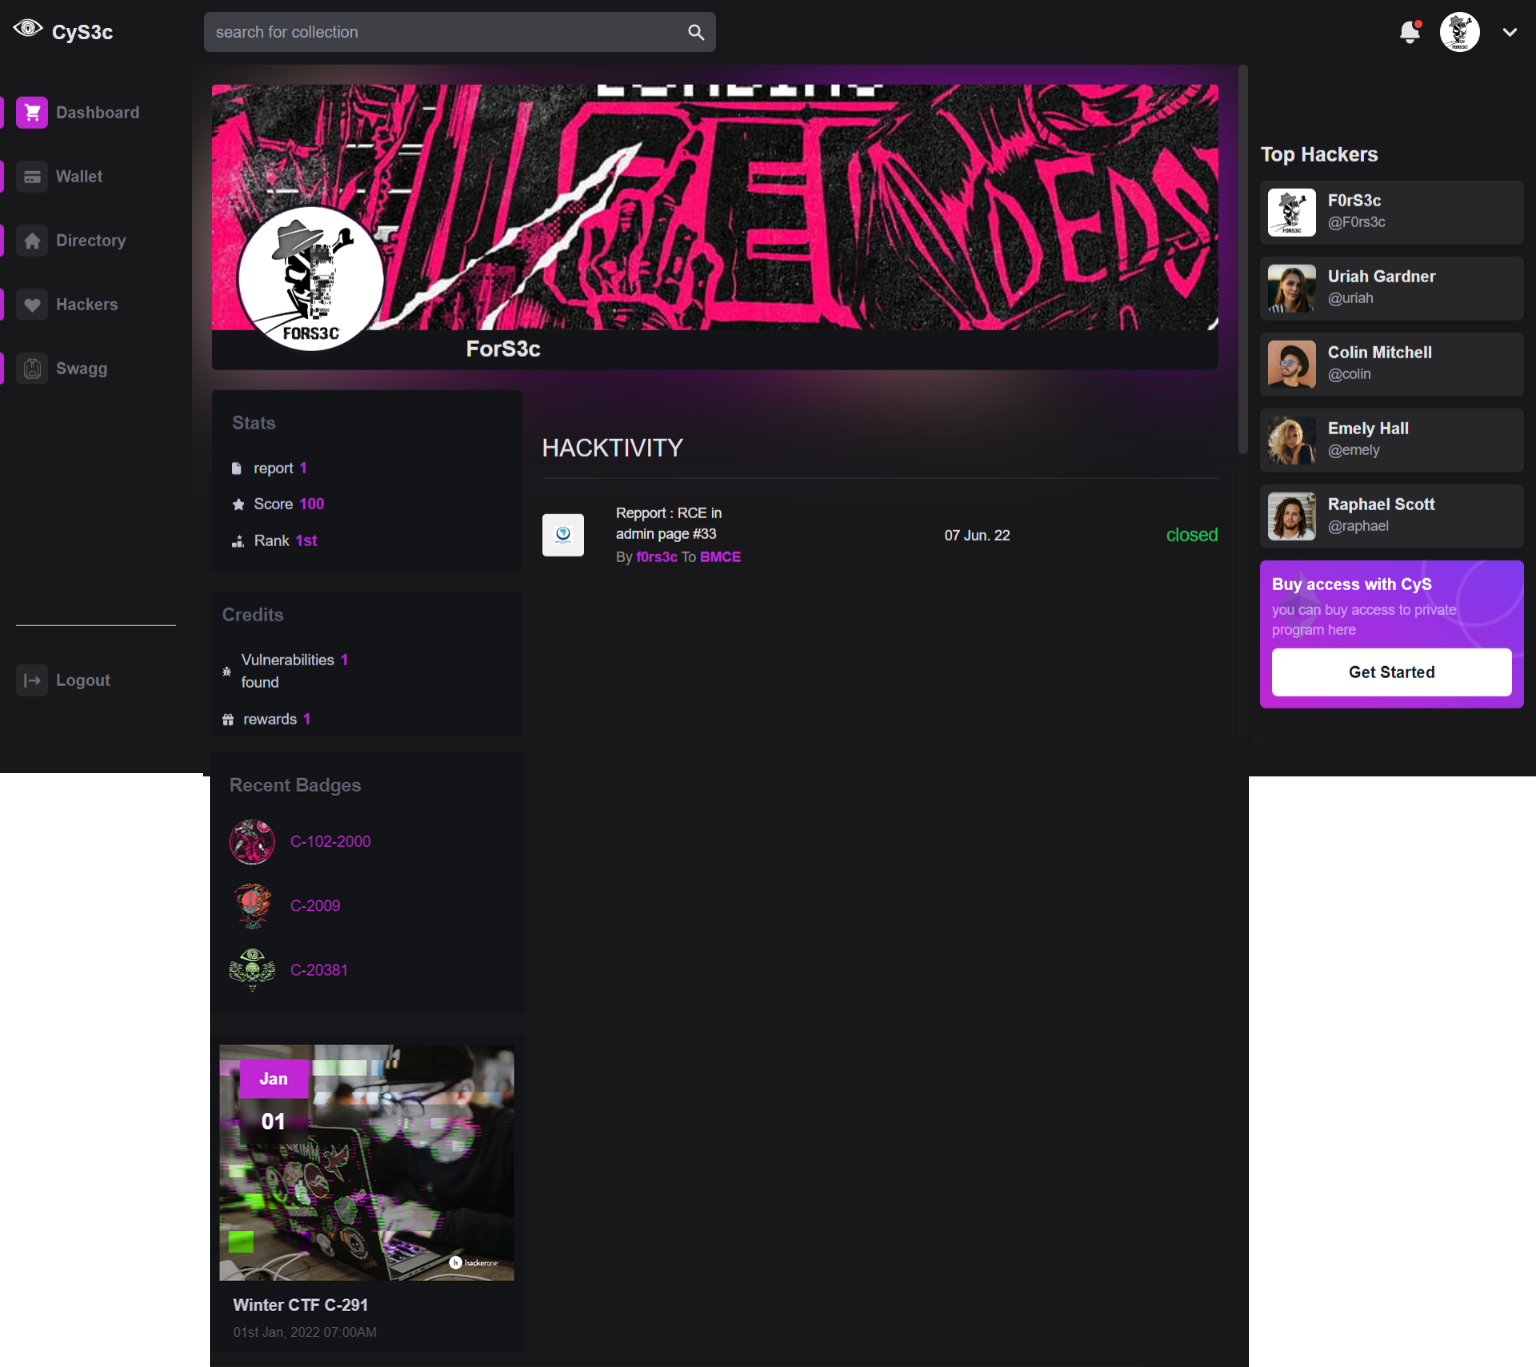 CyS3c
search for collection
Dashboard
Wallet
Directory
Hackers
Swagg
Logout
FORS3C
ForS3c
Stats
report 1
Score 100
Rank 1st
Credits
Vulnerabilities 1
found
rewards 1
Recent Badges
C-102-2000
C-2009
C-20381
Jan
01
hackerone
Winter CTF C-291
01st Jan, 2022 07:00AM
HACKTIVITY
Repport : RCE in
admin page #33
By f0rs3c To BMCE
07 Jun. 22
closed
Top Hackers
FORS3C
F0rS3c
@F0rs3c
Uriah Gardner
@uriah
Colin Mitchell
@colin
Emely Hall
@emely
Raphael Scott
@raphael
Buy access with CyS
you can buy access to private
program here
Get Started